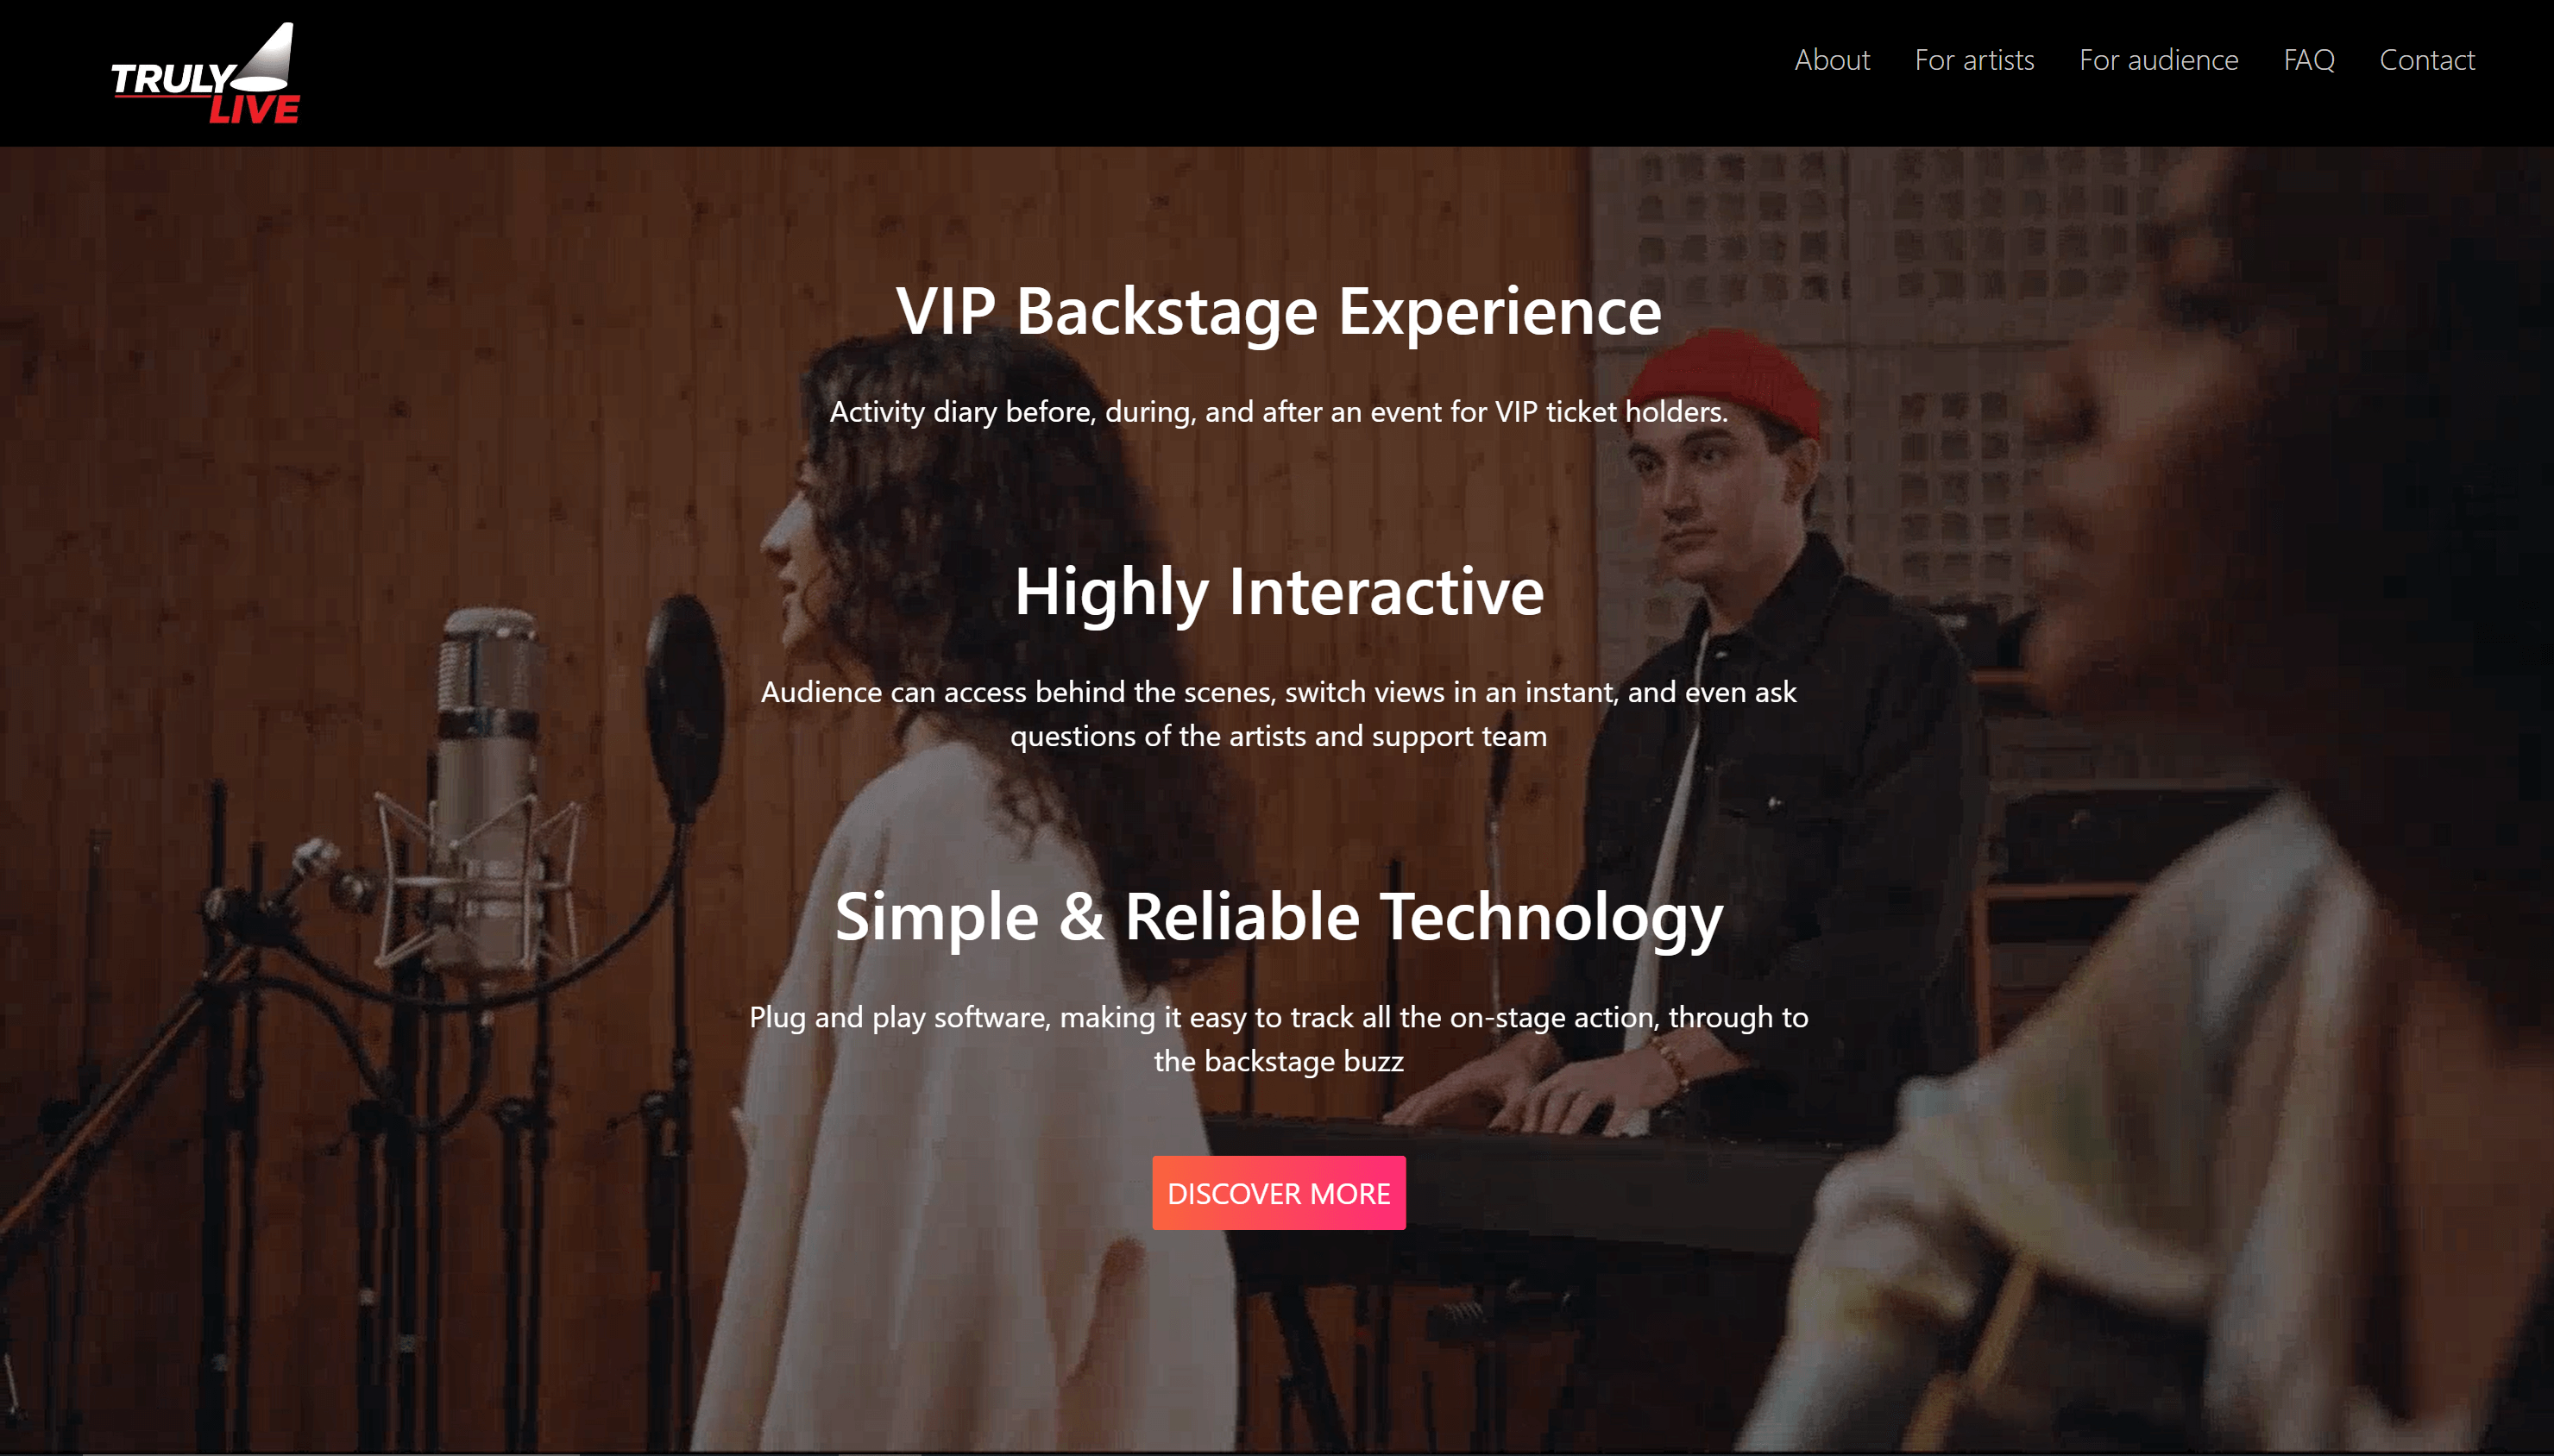 TRULY
LIVE
About
For artists
For audience
FAQ
Contact
VIP Backstage Experience
Activity diary before, during, and after an event for VIP ticket holders.
Highly Interactive
Audience can access behind the scenes, switch views in an instant, and even ask
questions of the artists and support team
Simple & Reliable Technology
Plug and play software, making it easy to track all the on-stage action, through to
the backstage buzz
DISCOVER MORE